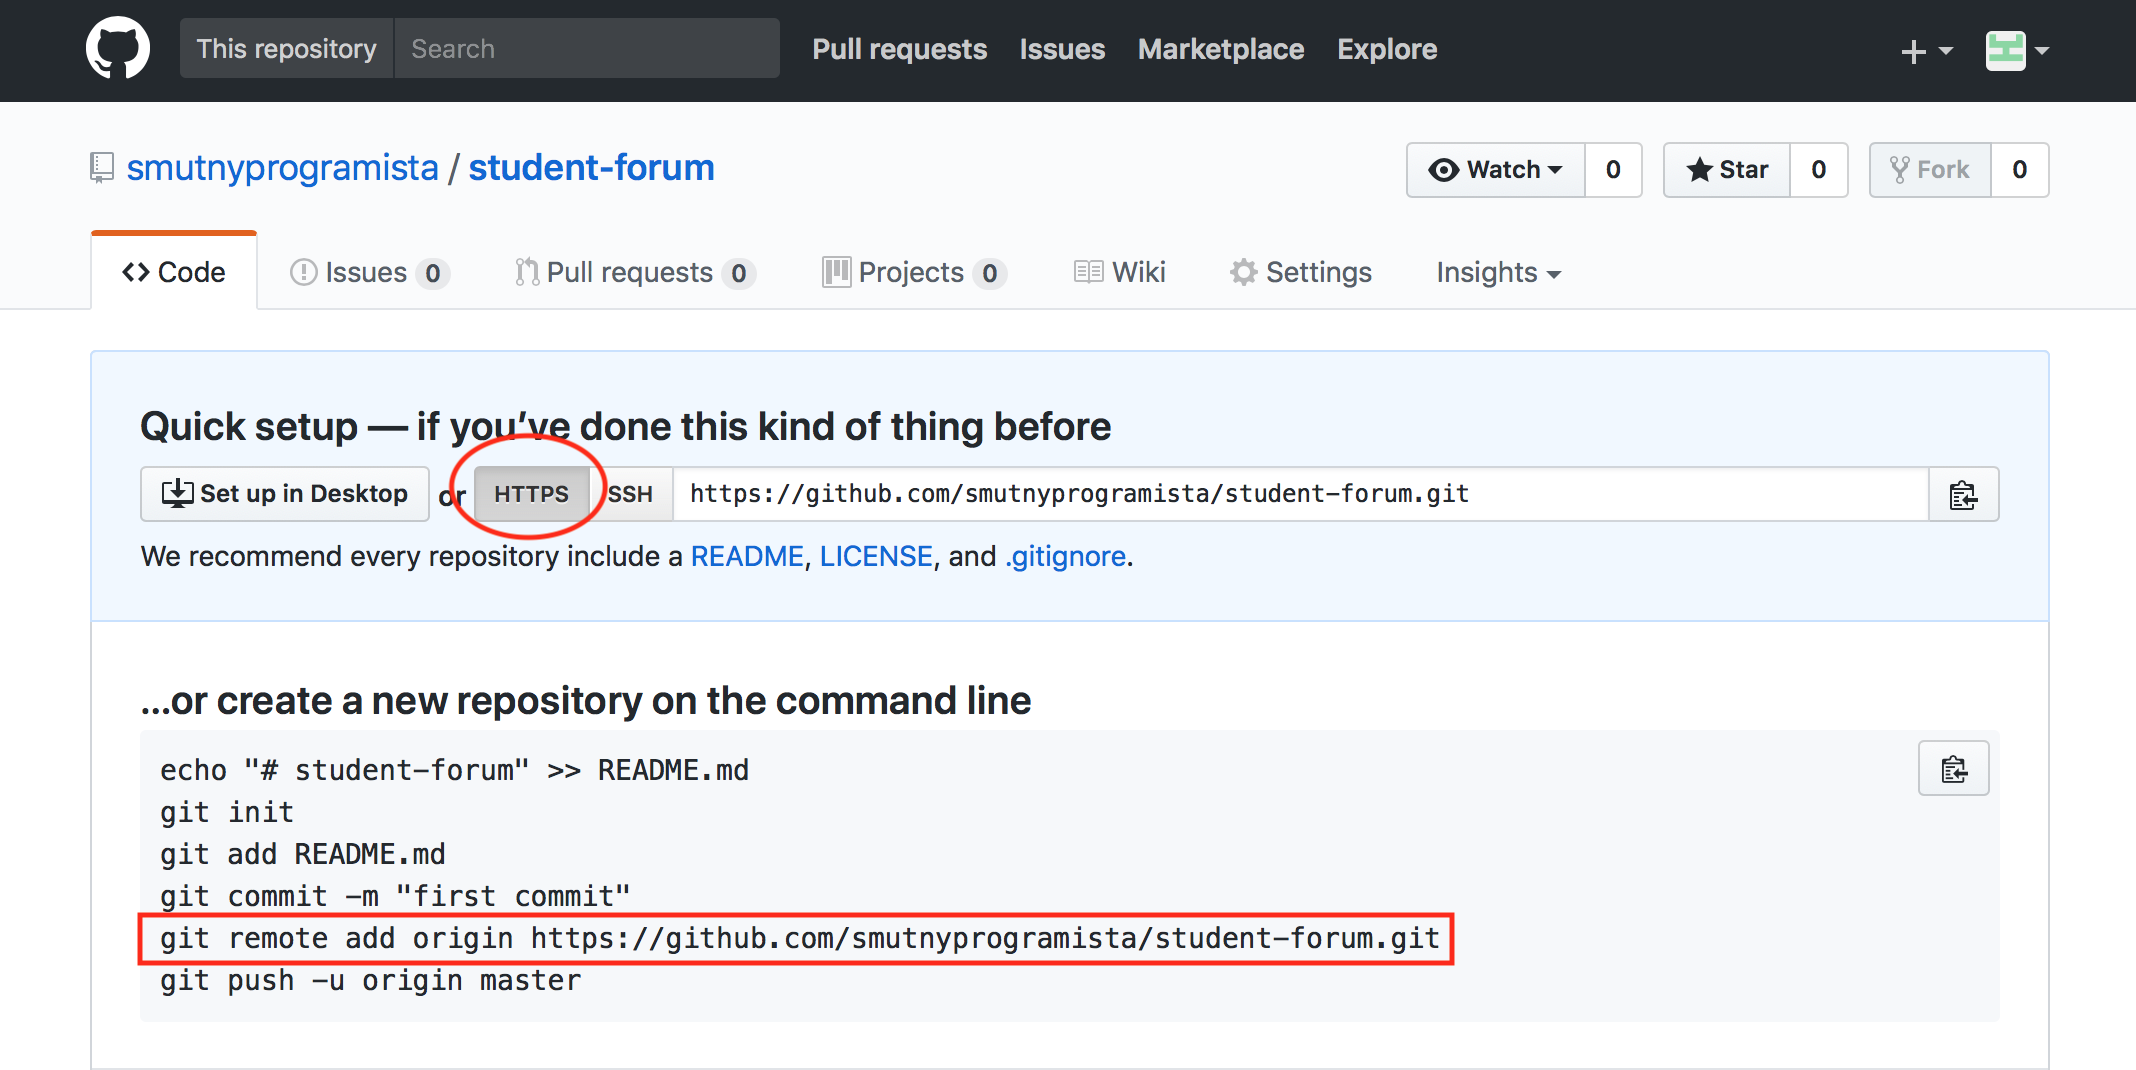 This repository Search Pull requests Issues Marketplace Explore
smutnyprogramista / student-forum Watch 0 Star 0 Fork 0
Code Issues 0 Pull requests 0 Projects 0 Wiki Settings Insights
Quick setup — if you’ve done this kind of thing before
Set up in Desktop or HTTPS SSH https://github.com/smutnyprogramista/student-forum.git
We recommend every repository include a README, LICENSE, and .gitignore.
…or create a new repository on the command line
echo "# student-forum" >> README.md
git init
git add README.md
git commit -m "first commit"
git remote add origin https://github.com/smutnyprogramista/student-forum.git
git push -u origin master